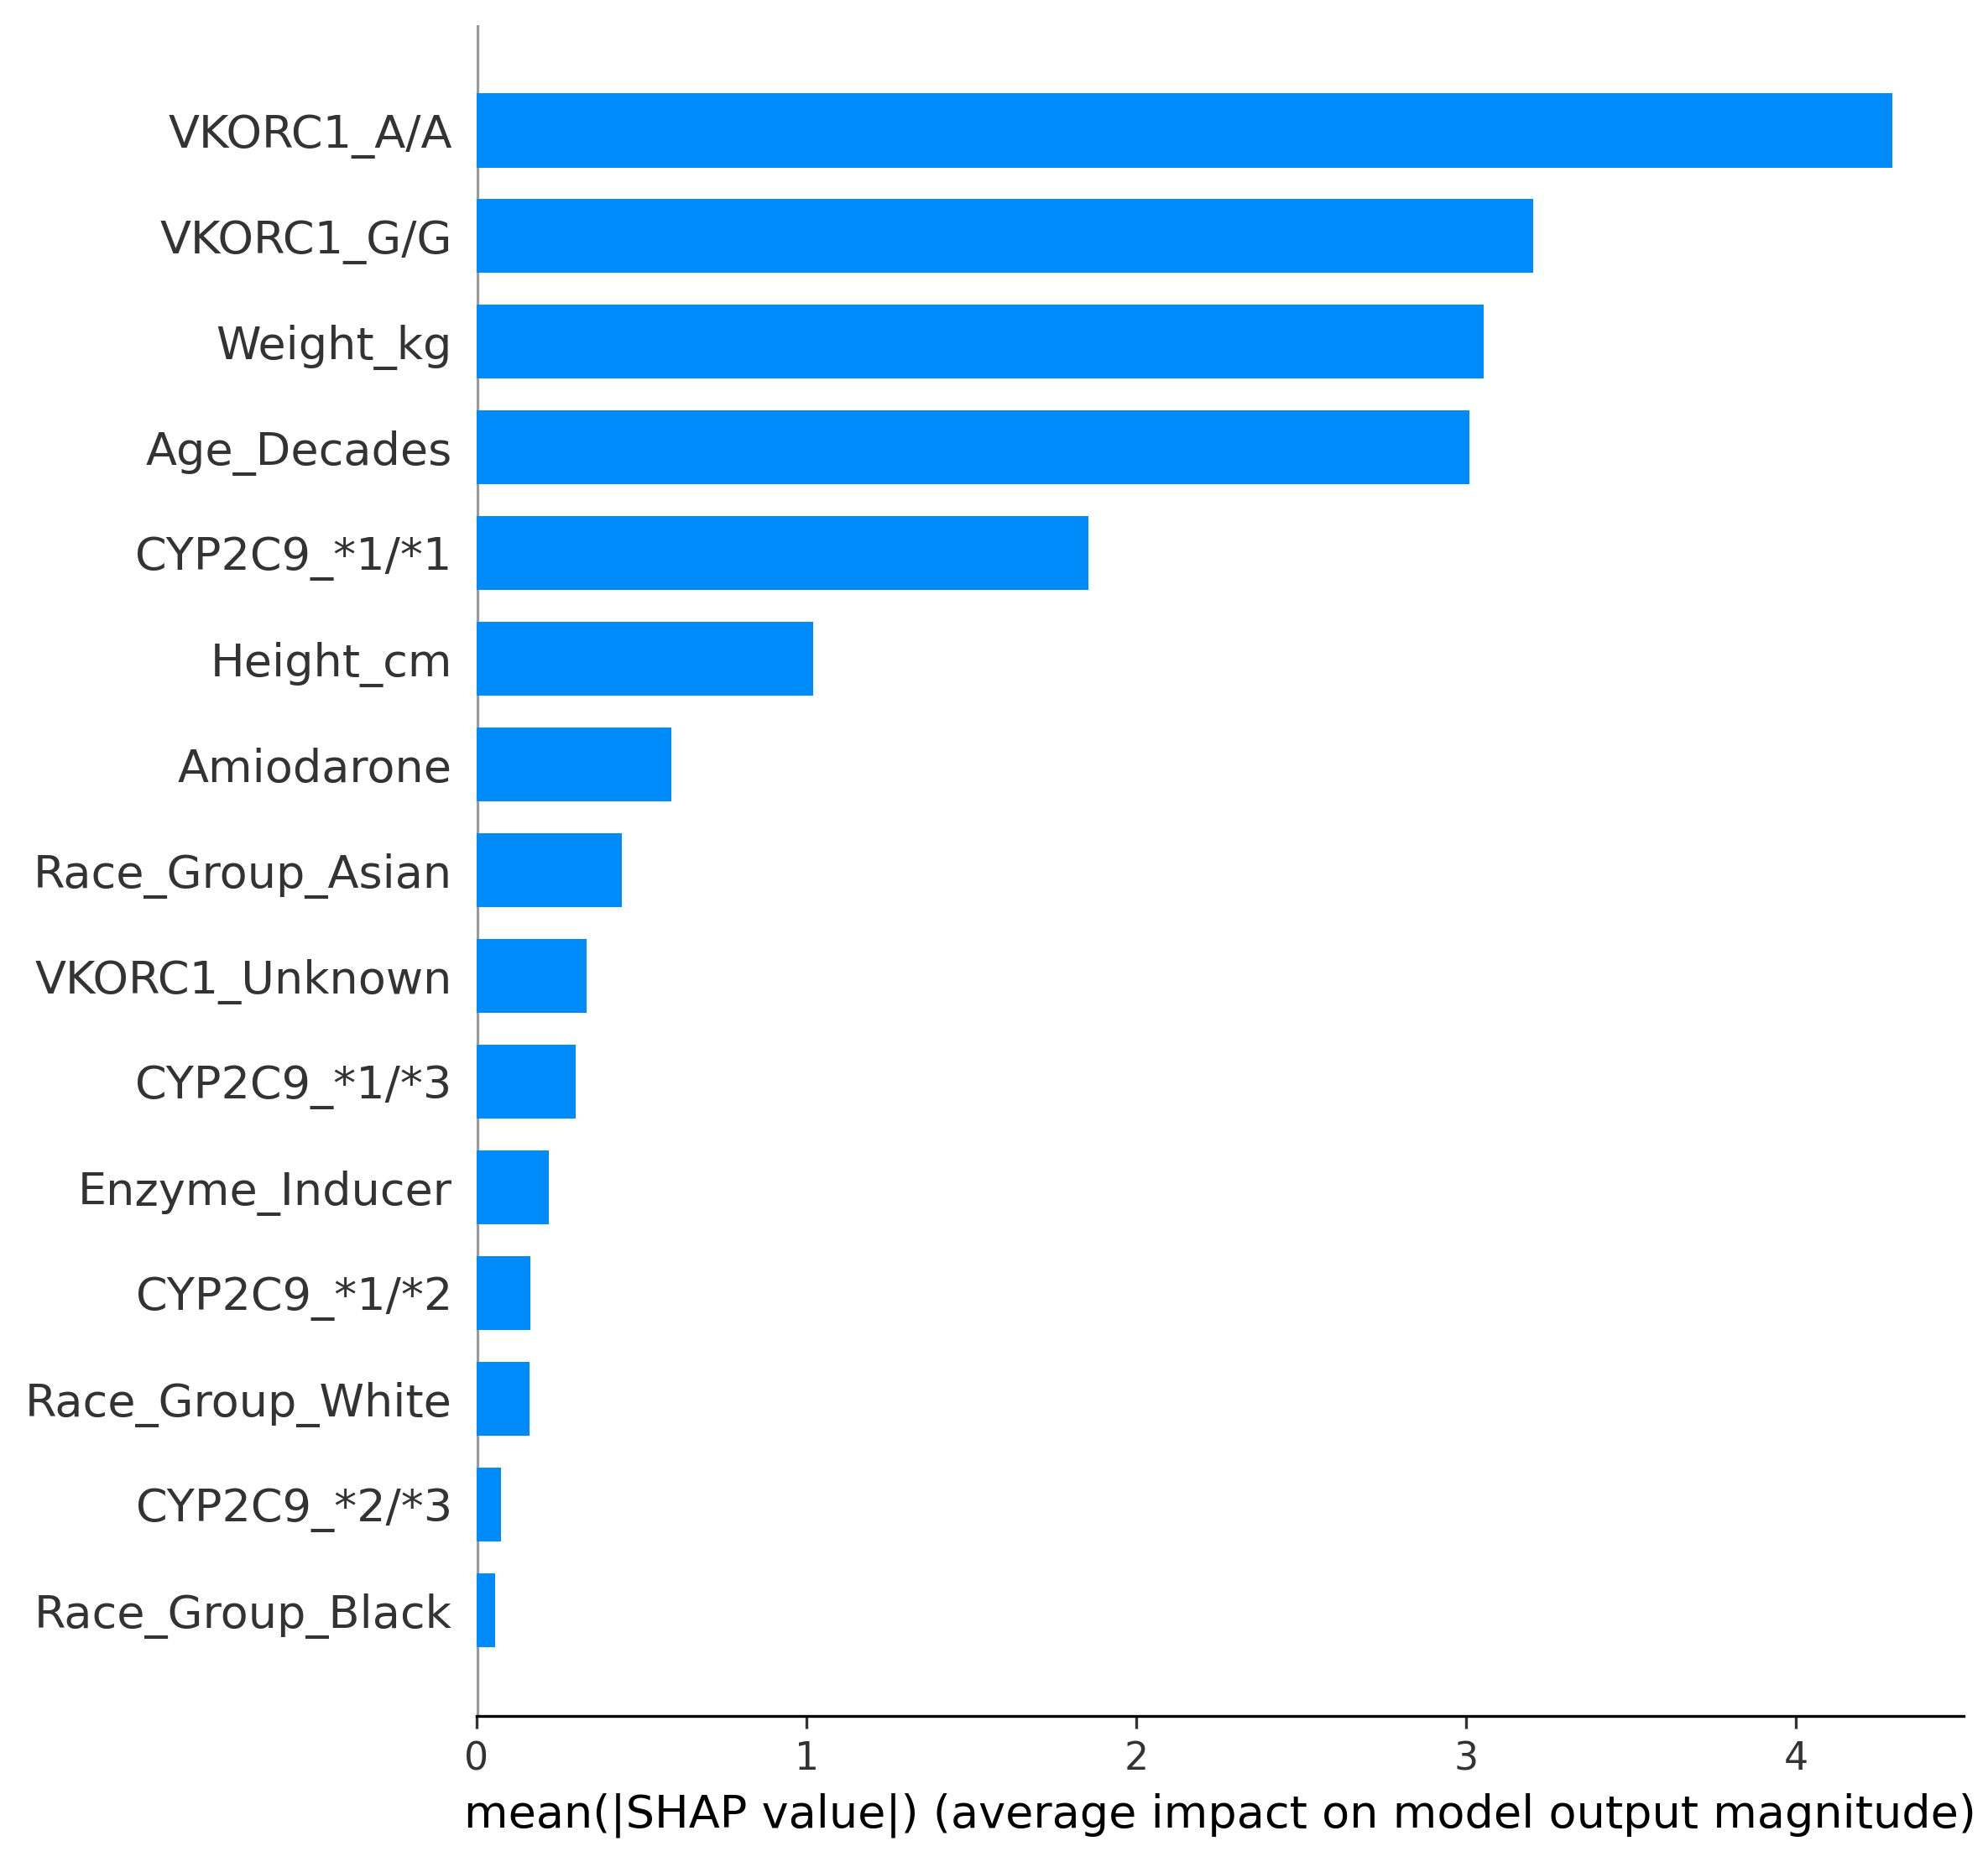 VKORC1_A/A
VKORC1_G/G
Weight_kg
Age_Decades
CYP2C9_*1/*1
Height_cm
Amiodarone
Race_Group_Asian
VKORC1_Unknown
CYP2C9_*1/*3
Enzyme_Inducer
CYP2C9_*1/*2
Race_Group_White
CYP2C9_*2/*3
Race_Group_Black
0 1 2 3 4
mean(|SHAP value|) (average impact on model output magnitude)